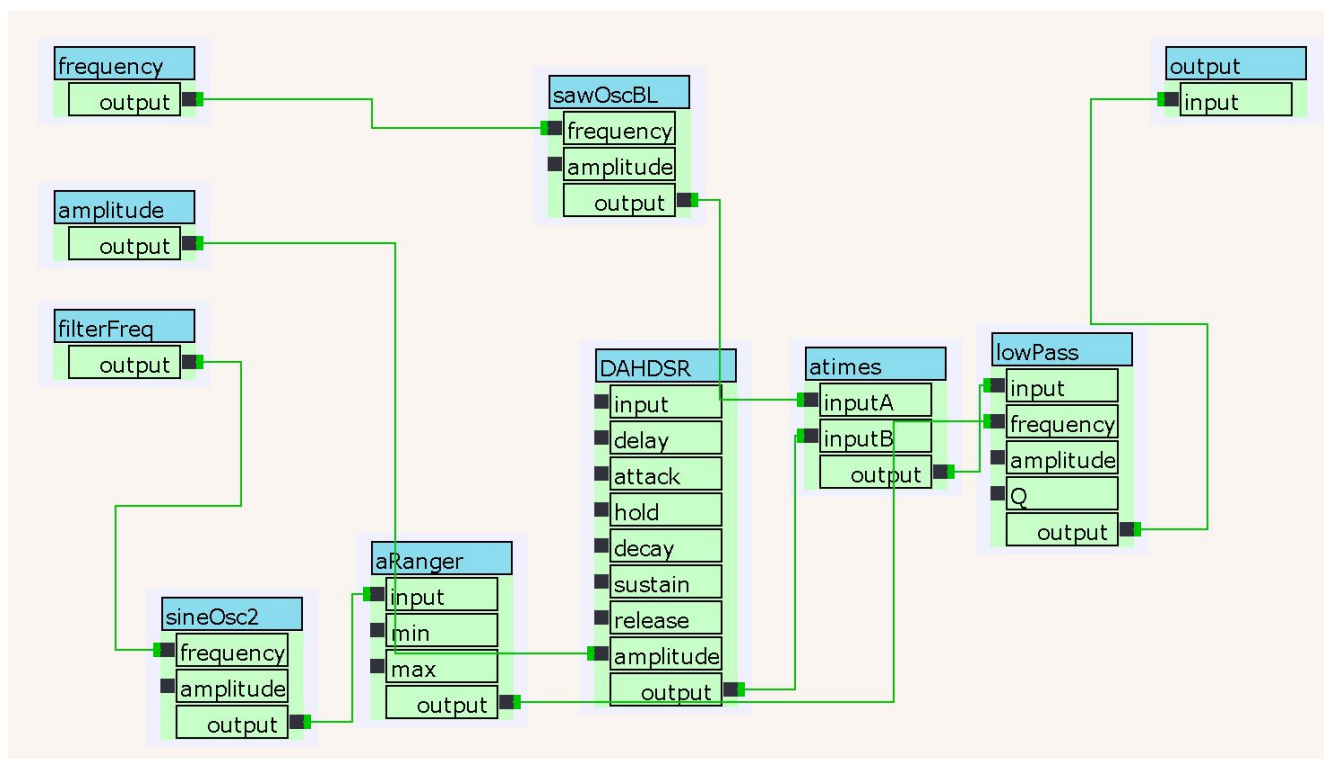 frequency
output
amplitude
output
filterFreq
output
sineOsc2
frequency
amplitude
output
aRanger
input
min
max
output
sawOscBL
frequency
amplitude
output
DAHDSR
input
delay
attack
hold
decay
sustain
release
amplitude
output
atimes
inputA
inputB
output
lowPass
input
frequency
amplitude
Q
output
output
input